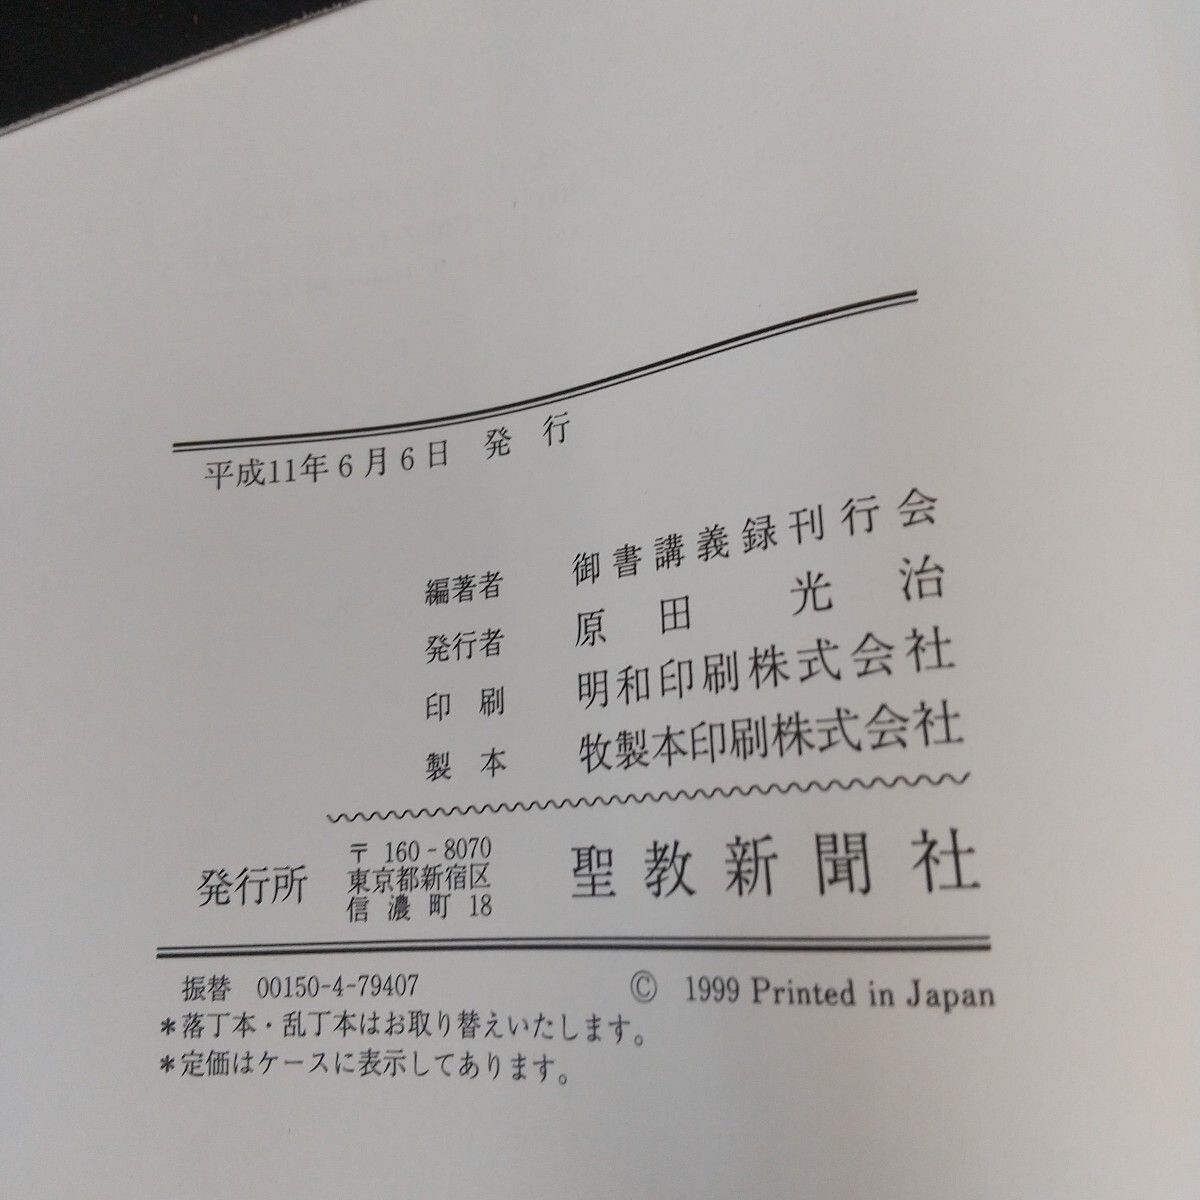 平成11年6月6日 発 行
編著者 御書講義録刊行会
発行者 原田 光治
印 刷 明和印刷株式会社
製 本 牧製本印刷株式会社
発行所 〒160-8070
東京都新宿区
信濃町18
聖教新聞社
振替 00150-4-79407 © 1999 Printed in Japan
*落丁本・乱丁本はお取り替えいたします。
*定価はケースに表示してあります。